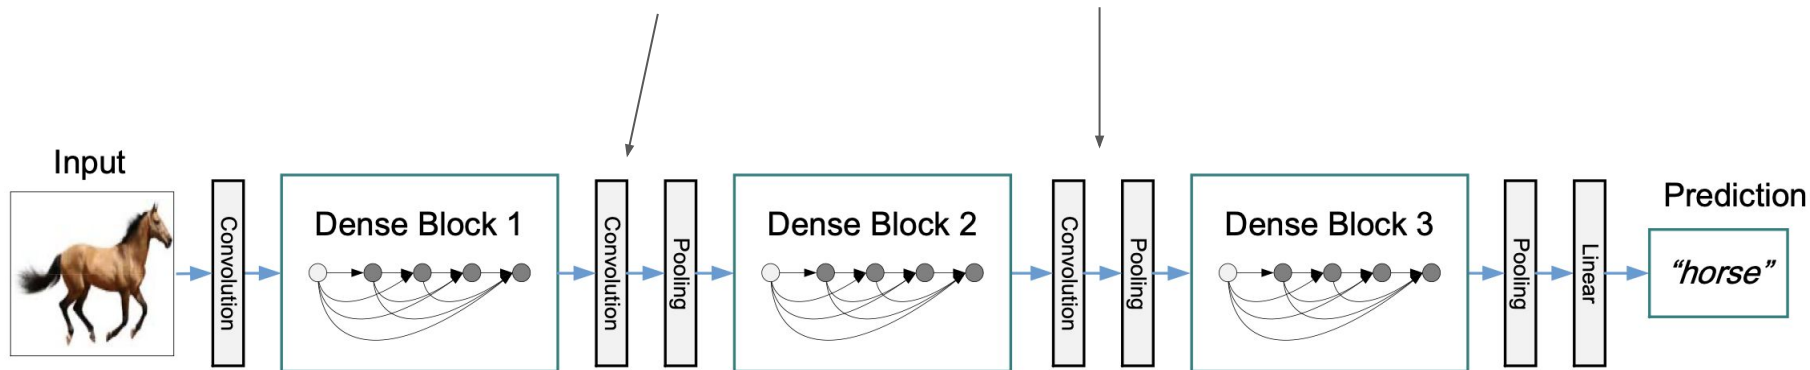 Input
Convolution
Dense Block 1
Convolution
Pooling
Dense Block 2
Convolution
Pooling
Dense Block 3
Pooling
Linear
Prediction
“horse”